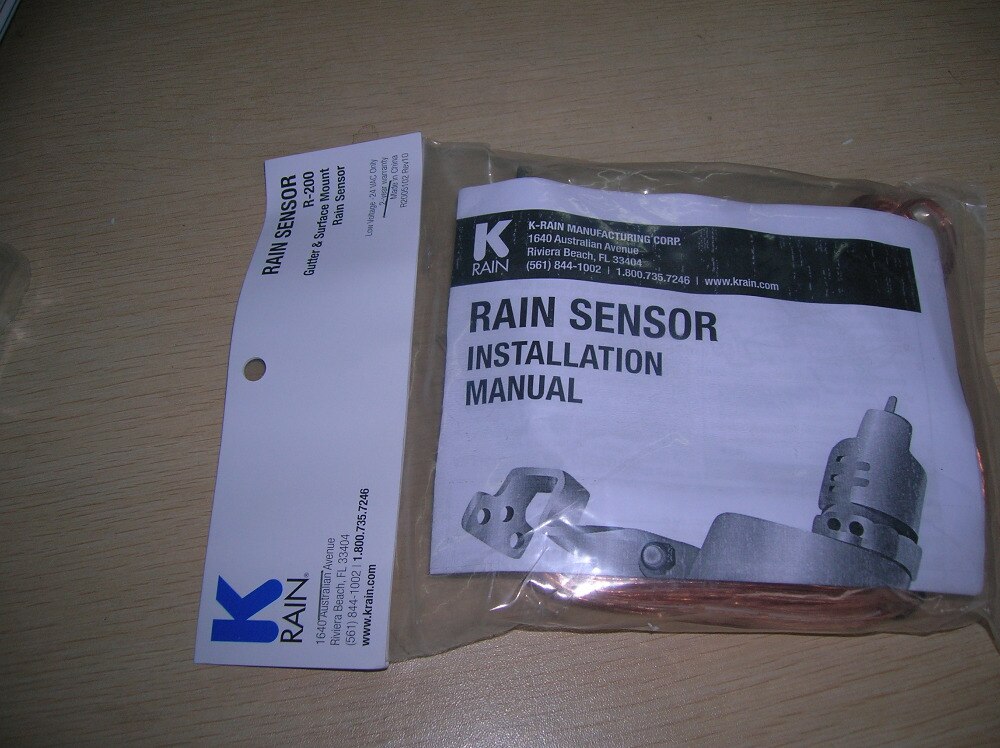 RAIN SENSOR
R-200
Gutter & Surface Mount
Rain Sensor
Low Voltage 24 VAC Only
2-year warranty
Made in China
K
RAIN®
1640 Australian Avenue
Riviera Beach, FL 33404
(561) 844-1002 | 1.800.735.7246
www.krain.com
K
RAIN
K-RAIN MANUFACTURING CORP.
1640 Australian Avenue
Riviera Beach, FL 33404
(561) 844-1002 | 1.800.735.7246 | www.krain.com
RAIN SENSOR
INSTALLATION
MANUAL